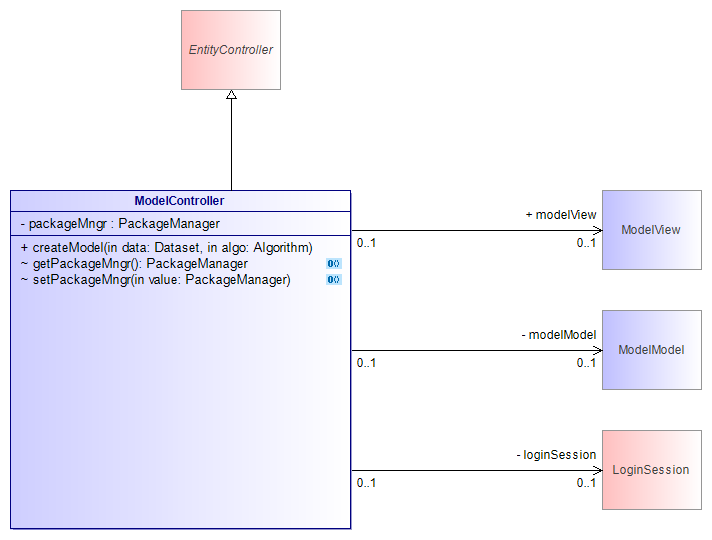 EntityController
ModelController
- packageMngr : PackageManager
+ createModel(in data: Dataset, in algo: Algorithm)
~ getPackageMngr(): PackageManager
~ setPackageMngr(in value: PackageManager)
+ modelView
0..1
0..1
ModelView
- modelModel
0..1
0..1
ModelModel
- loginSession
0..1
0..1
LoginSession